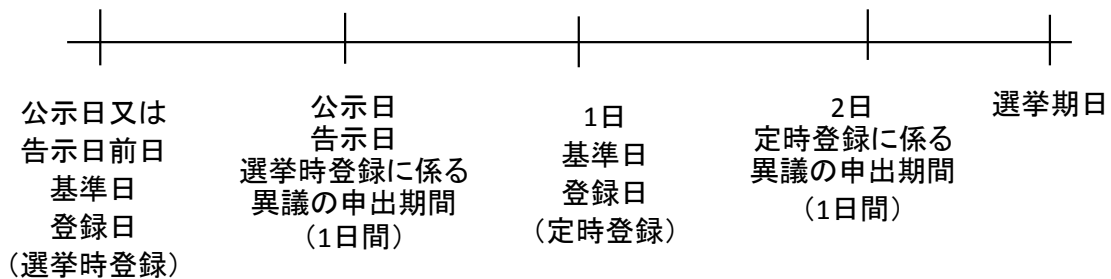 公示日又は
告示日前日
基準日
登録日
(選挙時登録)
公示日
告示日
選挙時登録に係る
異議の申出期間
(1日間)
1日
基準日
登録日
(定時登録)
2日
定時登録に係る
異議の申出期間
(1日間)
選挙期日